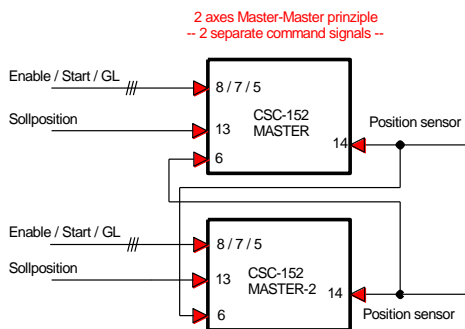 2 axes Master-Master prinziple
-- 2 separate command signals --
Enable / Start / GL
8 / 7 / 5
CSC-152
MASTER
Sollposition
13
6
14
Position sensor
Enable / Start / GL
8 / 7 / 5
CSC-152
MASTER-2
Sollposition
13
6
14
Position sensor